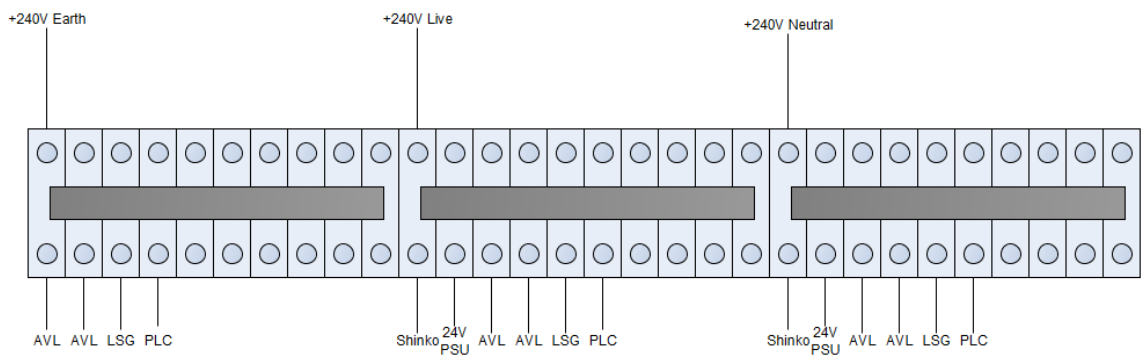 +240V Earth
+240V Live
+240V Neutral
AVL AVL LSG PLC
Shinko 24V PSU AVL AVL LSG PLC
Shinko 24V PSU AVL AVL LSG PLC